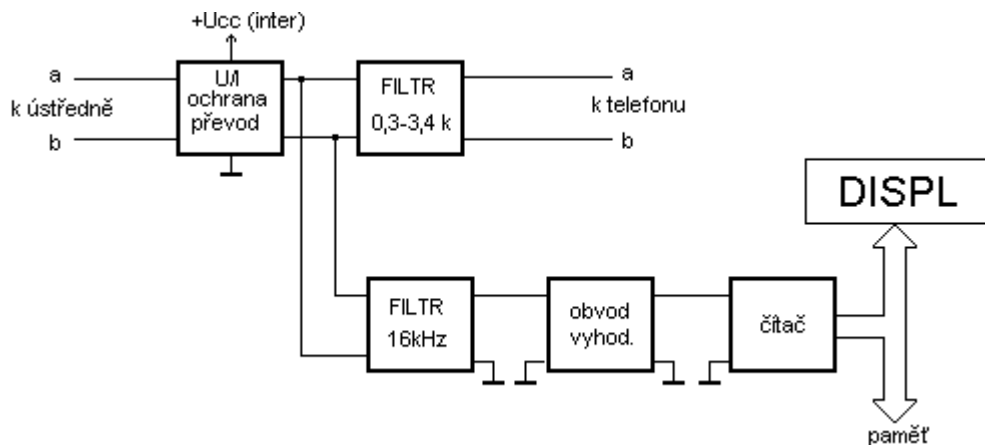 +Ucc (inter)
a
k ústředně
b
U/I
ochrana
převod
FILTR
0,3-3,4 k
a
k telefonu
b
DISPL
FILTR
16kHz
obvod
vyhod.
čítač
paměť